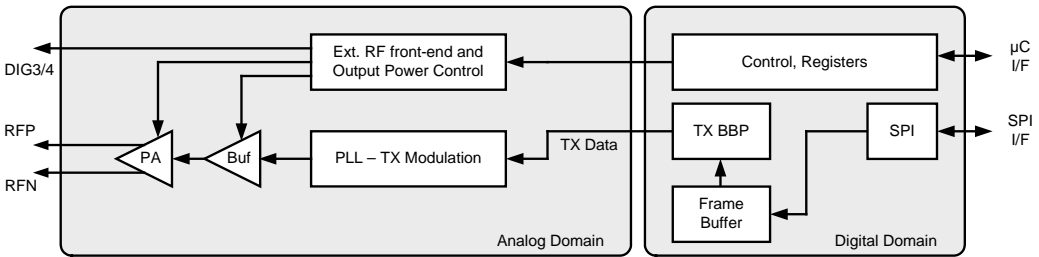 DIG3/4
RFP
RFN
PA
Buf
Ext. RF front-end and
Output Power Control
PLL – TX Modulation
Analog Domain
TX Data
Control, Registers
TX BBP
SPI
Frame
Buffer
Digital Domain
µC
I/F
SPI
I/F